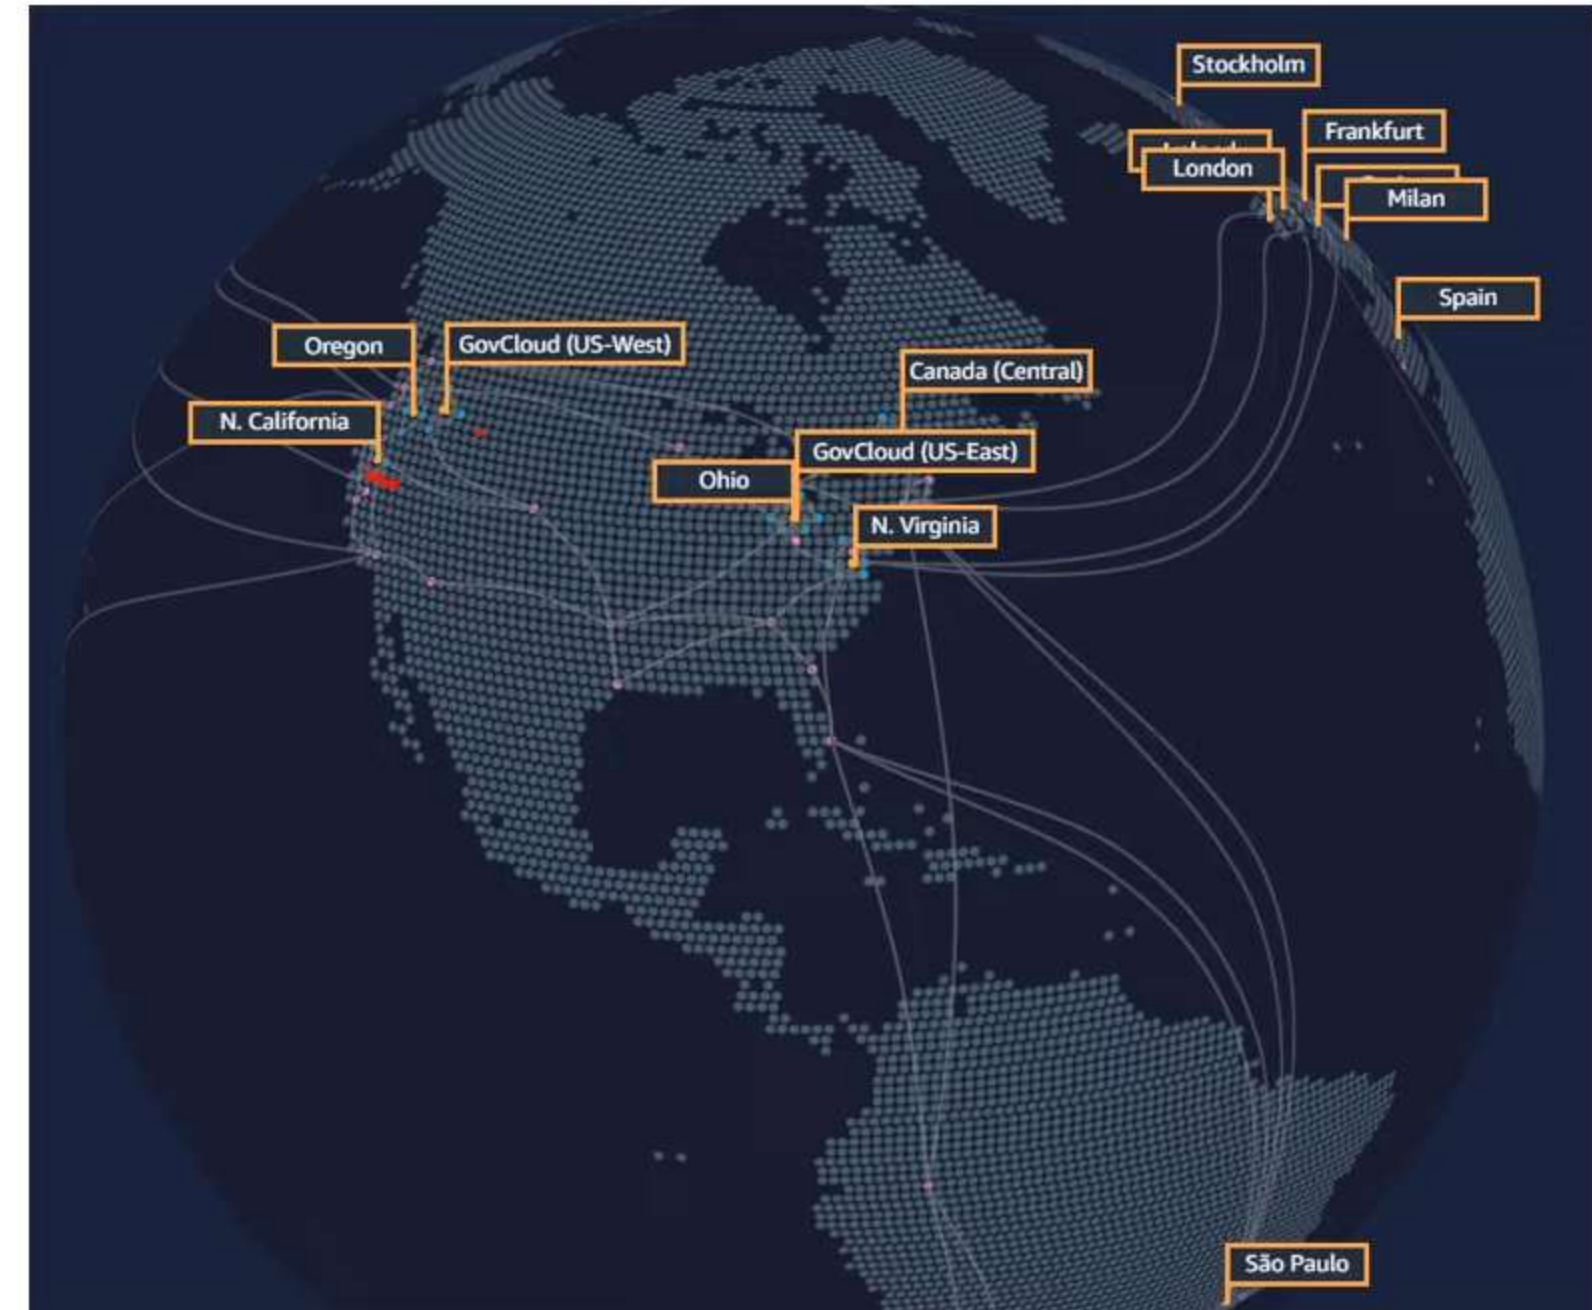 Stockholm
Frankfurt
London
Milan
Spain
Oregon
GovCloud (US-West)
Canada (Central)
N. California
GovCloud (US-East)
Ohio
N. Virginia
São Paulo